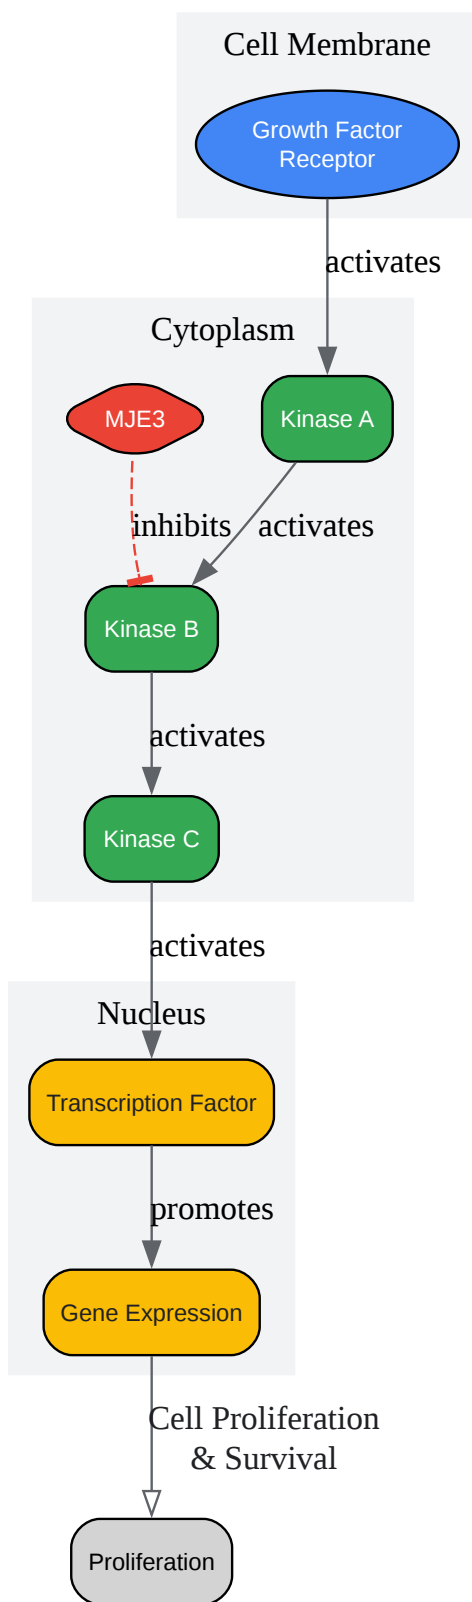 Cell Membrane
Growth Factor
Receptor
activates
Cytoplasm
MJE3
Kinase A
inhibits
activates
Kinase B
activates
Kinase C
activates
Nucleus
Transcription Factor
promotes
Gene Expression
Cell Proliferation
& Survival
Proliferation